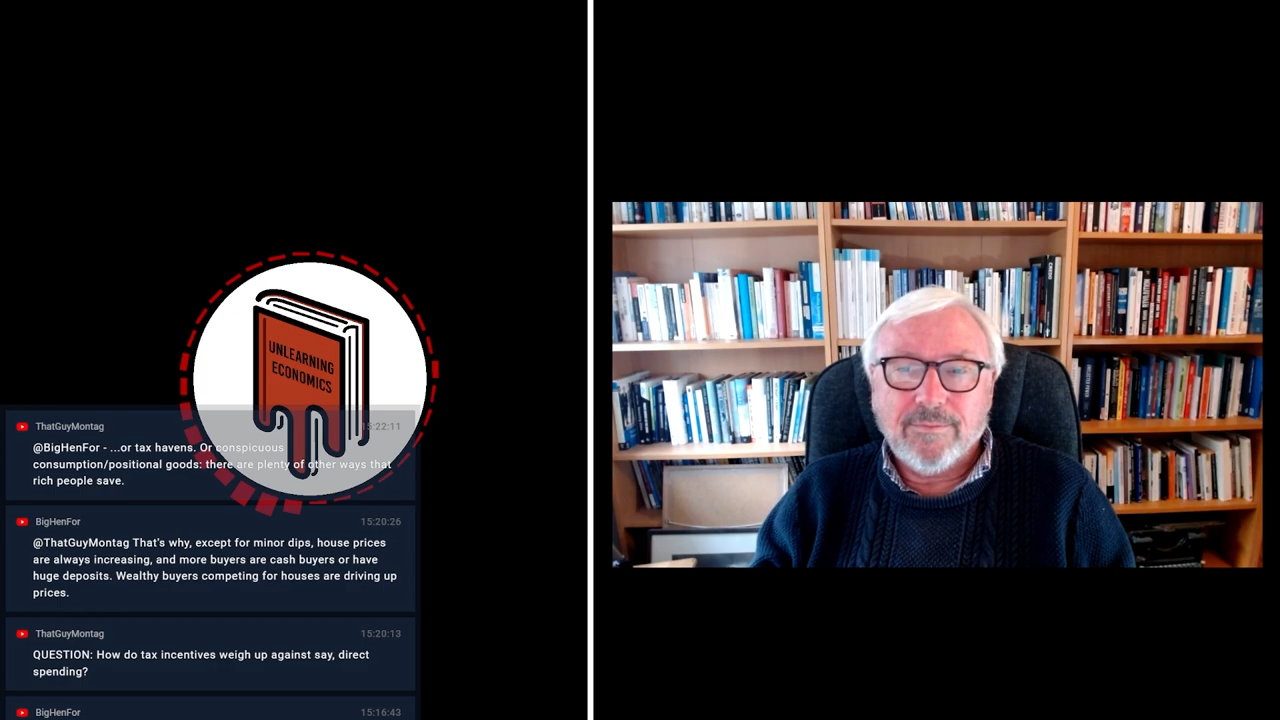 UNLEARNING
ECONOMICS
ThatGuyMontag 15:22:11
@BigHenFor - ...or tax havens. Or conspicuous
consumption/positional goods: there are plenty of other ways that
rich people save.
BigHenFor 15:20:26
@ThatGuyMontag That's why, except for minor dips, house prices
are always increasing, and more buyers are cash buyers or have
huge deposits. Wealthy buyers competing for houses are driving up
prices.
ThatGuyMontag 15:20:13
QUESTION: How do tax incentives weigh up against say, direct
spending?
BigHenFor 15:16:43